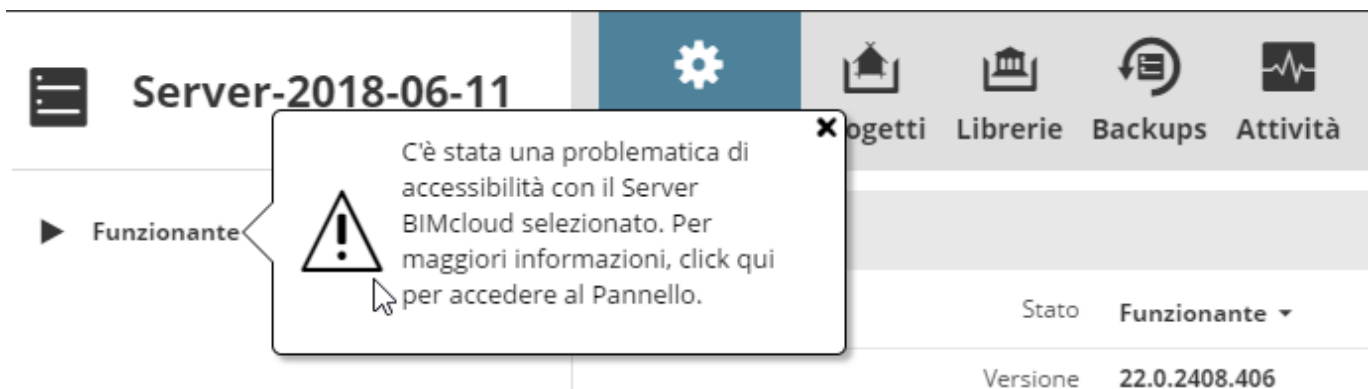 Server-2018-06-11
ogetti Librerie Backups Attività
C'è stata una problematica di
accessibilità con il Server
BIMcloud selezionato. Per
maggiori informazioni, click qui
per accedere al Pannello.
Funzionante
Stato Funzionante
Versione 22.0.2408.406